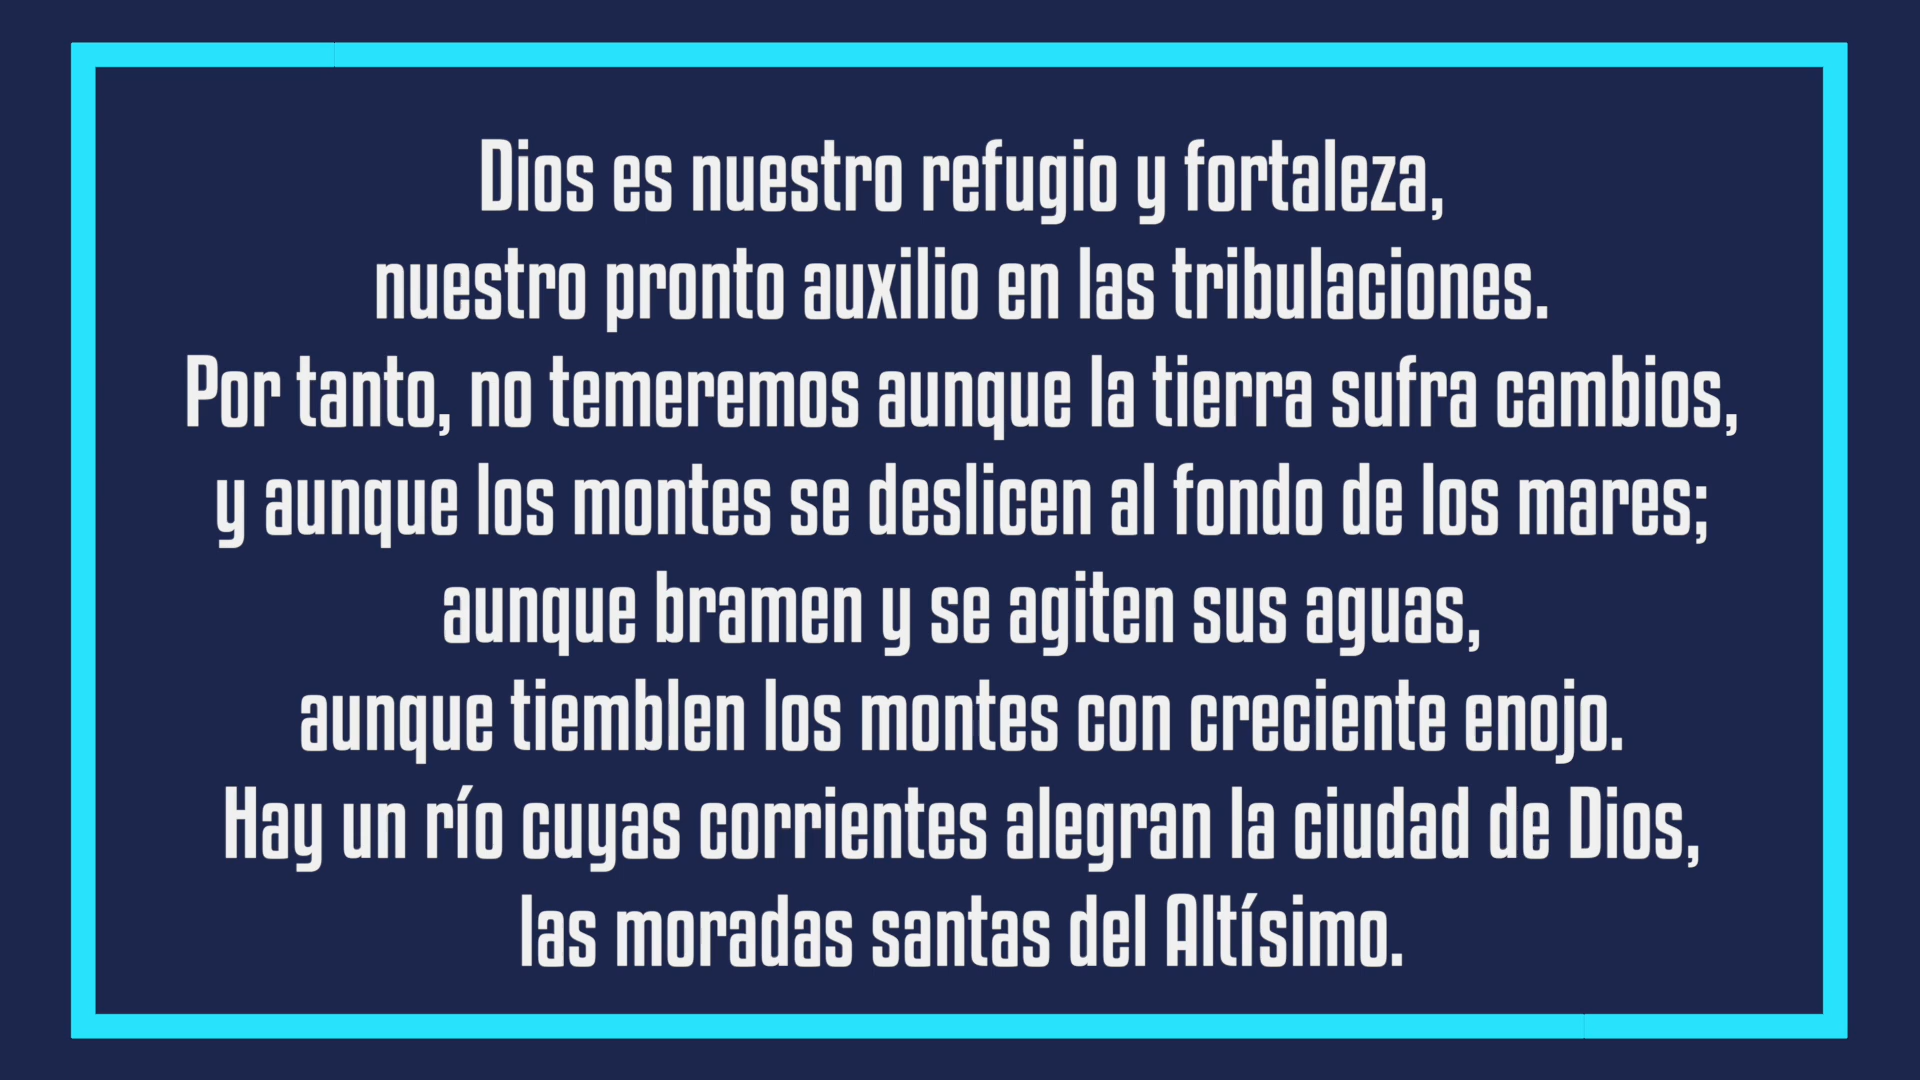 Dios es nuestro refugio y fortaleza,
nuestro pronto auxilio en las tribulaciones.
Por tanto, no temeremos aunque la tierra sufra cambios,
y aunque los montes se deslicen al fondo de los mares;
aunque bramen y se agiten sus aguas,
aunque tiemblen los montes con creciente enojo.
Hay un río cuyas corrientes alegran la ciudad de Dios,
las moradas santas del Altísimo.